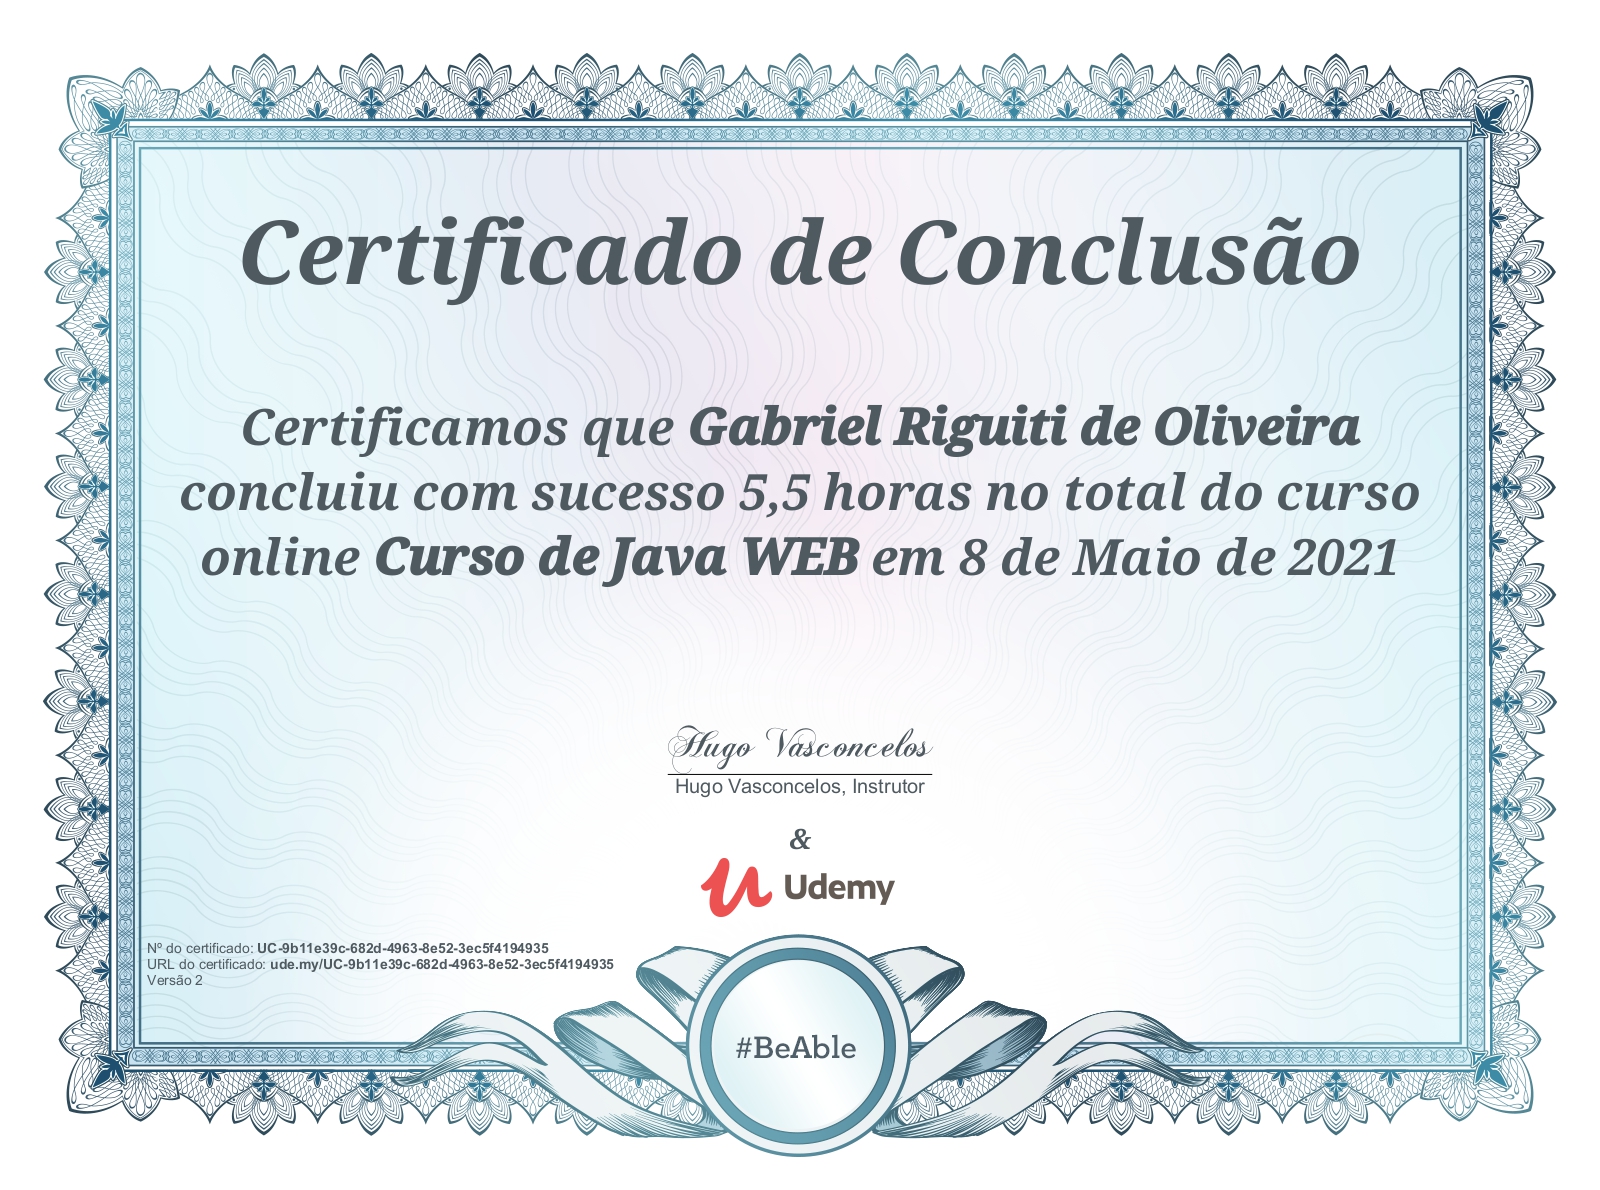 Certificado de Conclusão
Certificamos que Gabriel Riguiti de Oliveira
concluiu com sucesso 5,5 horas no total do curso
online Curso de Java WEB em 8 de Maio de 2021
Hugo Vasconcelos
Hugo Vasconcelos, Instrutor
&
Udemy
Nº do certificado: UC-9b11e39c-682d-4963-8e52-3ec5f4194935
URL do certificado: ude.my/UC-9b11e39c-682d-4963-8e52-3ec5f4194935
Versão 2
#BeAble